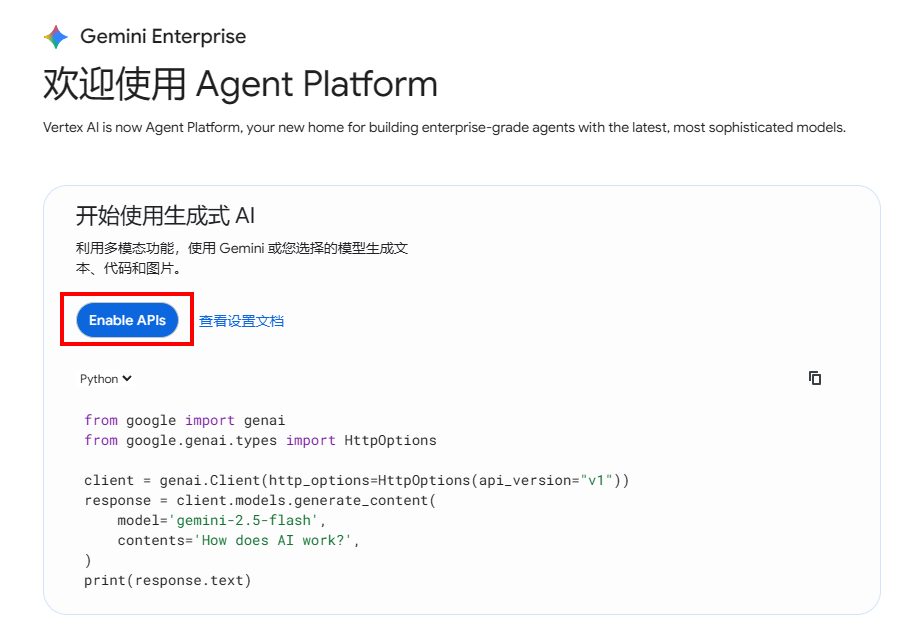 Gemini Enterprise
欢迎使用 Agent Platform
Vertex AI is now Agent Platform, your new home for building enterprise-grade agents with the latest, most sophisticated models.
开始使用生成式 AI
利用多模态功能，使用 Gemini 或您选择的模型生成文
本、代码和图片。
Enable APIs 查看设置文档
Python
from google import genai
from google.genai.types import HttpOptions
client = genai.Client(http_options=HttpOptions(api_version="v1"))
response = client.models.generate_content(
    model='gemini-2.5-flash',
    contents='How does AI work?',
)
print(response.text)